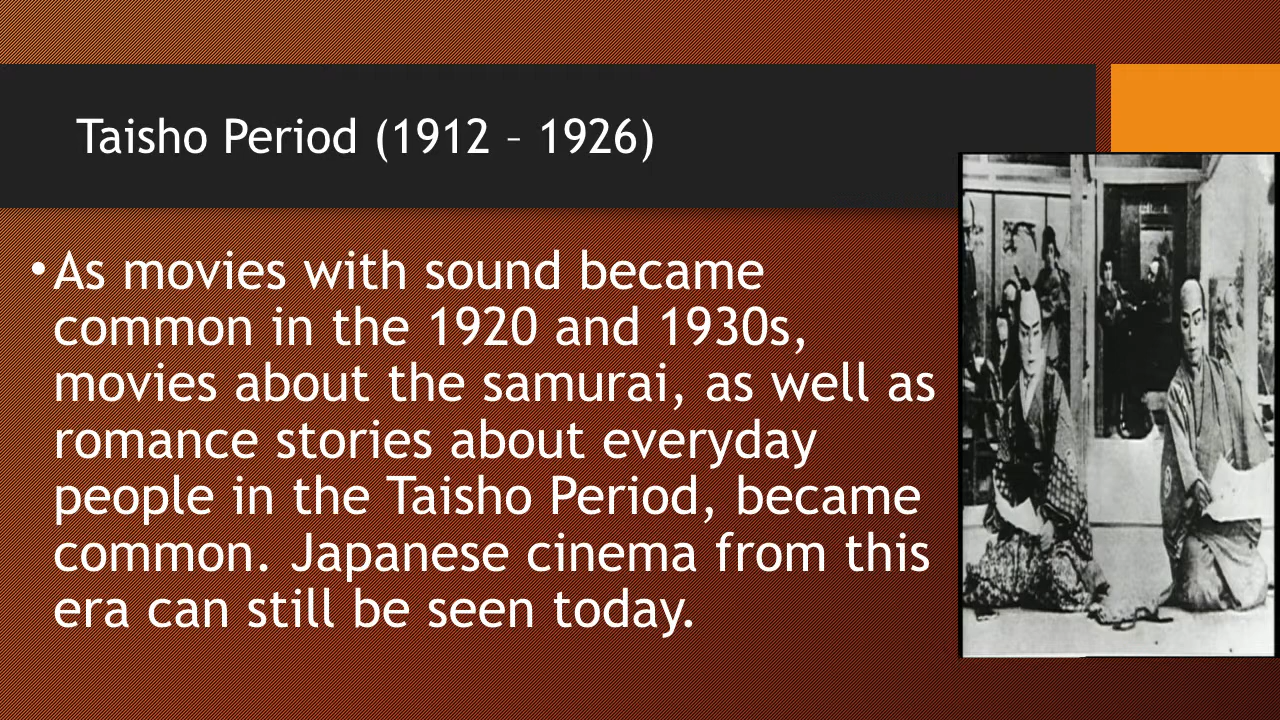 Taisho Period (1912 – 1926)
•As movies with sound became
common in the 1920 and 1930s,
movies about the samurai, as well as
romance stories about everyday
people in the Taisho Period, became
common. Japanese cinema from this
era can still be seen today.